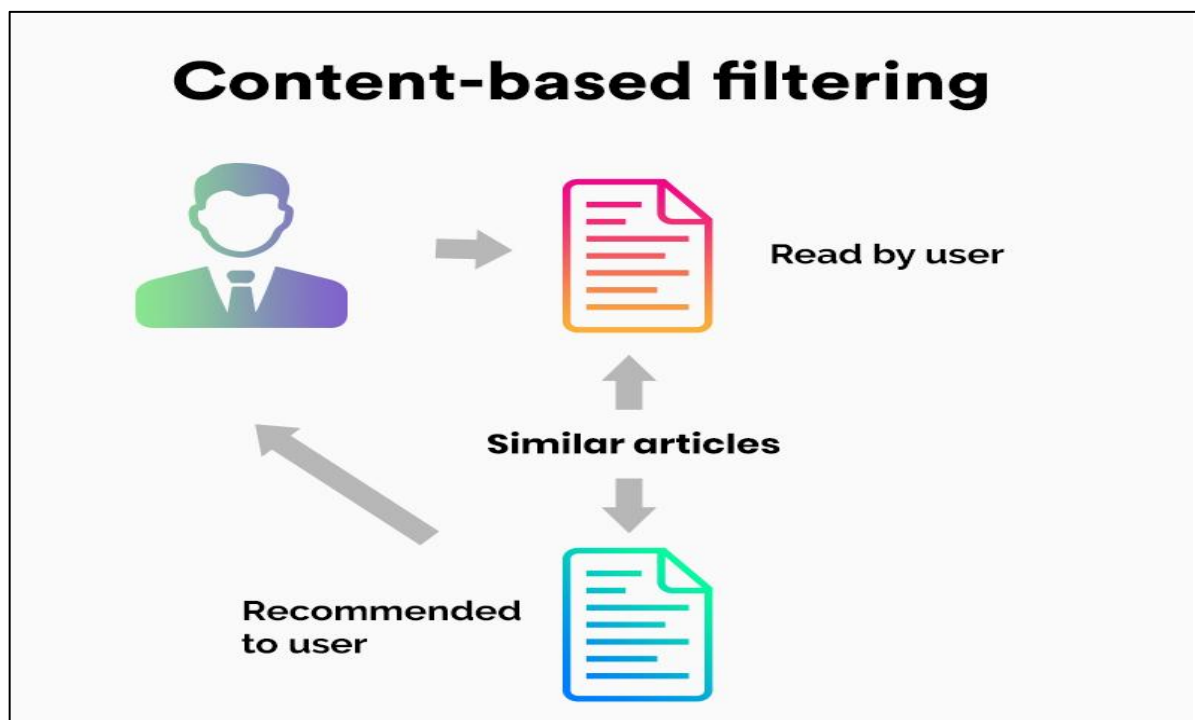 Content-based filtering
Read by user
Similar articles
Recommended
to user